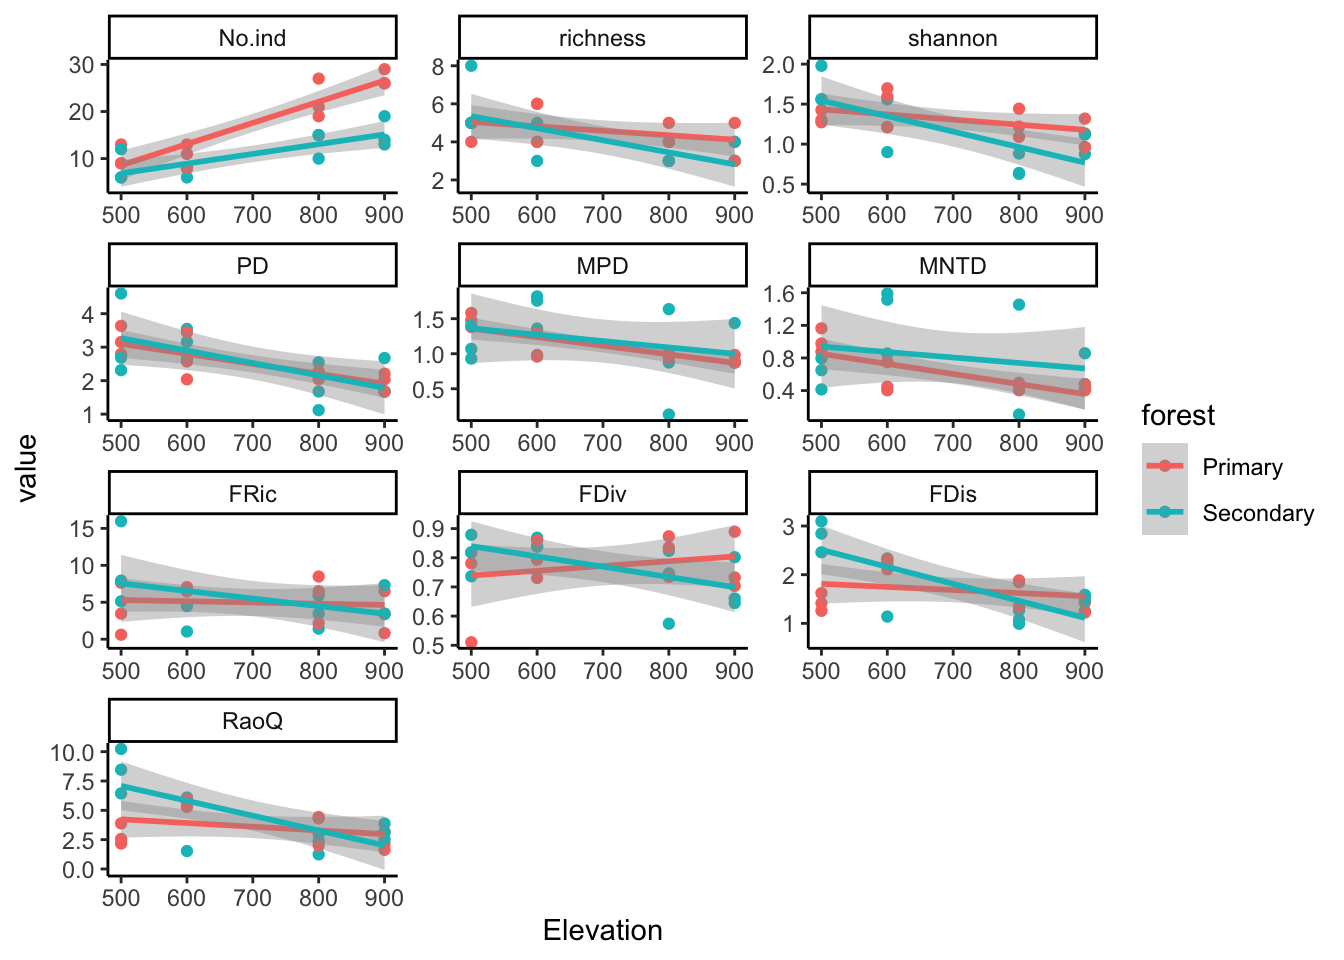 No.ind richness shannon
30 8 2.0
20 6 1.5
10 4 1.0
2 0.5
500 600 700 800 900 500 600 700 800 900 500 600 700 800 900
PD MPD MNTD
4 1.5 1.6
3 1.0 1.2
2 0.5 0.8
1 0.4
500 600 700 800 900 500 600 700 800 900 500 600 700 800 900
value
FRic FDiv FDis
15 0.9 3
10 0.8 2
5 0.7 1
0 0.6
0.5
500 600 700 800 900 500 600 700 800 900 500 600 700 800 900
RaoQ
10.0
7.5
5.0
2.5
0.0
500 600 700 800 900
Elevation
forest
Primary
Secondary